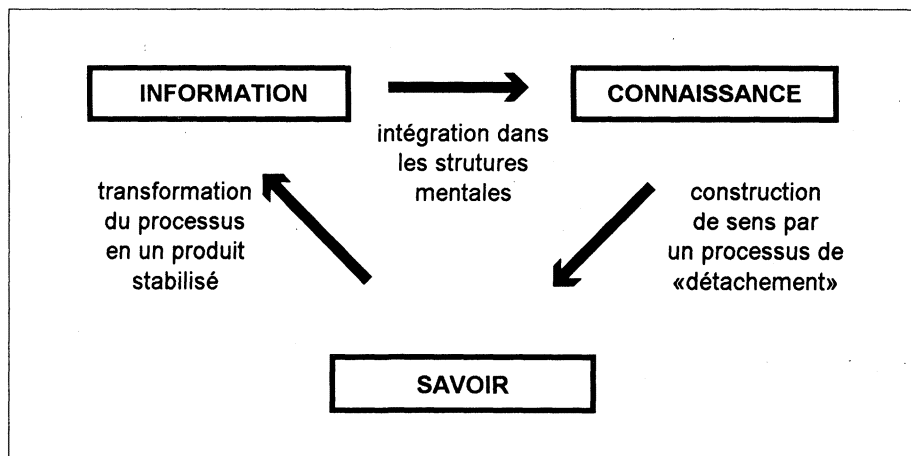 INFORMATION
CONNAISSANCE
intégration dans
les strutures
mentales
transformation
du processus
en un produit
stabilisé
construction
de sens par
un processus de
«détachement»
SAVOIR